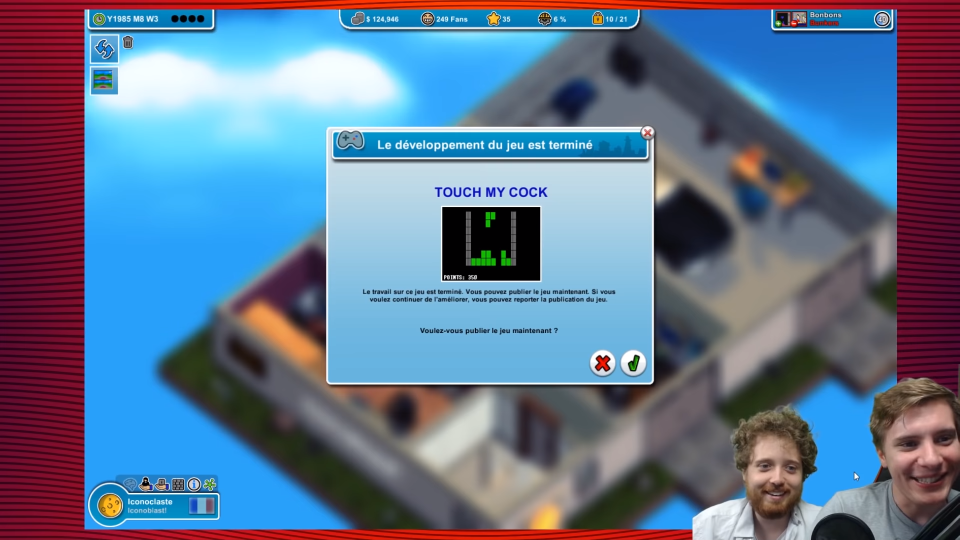 Y1985 M8 W3
$ 124,946
249 Fans
35
6 %
10 / 21
Bonbons
Bonbons
Le développement du jeu est terminé
TOUCH MY COCK
POINTS: 350
Le travail sur ce jeu est terminé. Vous pouvez publier le jeu maintenant. Si vous
voulez continuer de l'améliorer, vous pouvez reporter la publication du jeu.
Voulez-vous publier le jeu maintenant ?
Iconoclaste
Iconoblast!